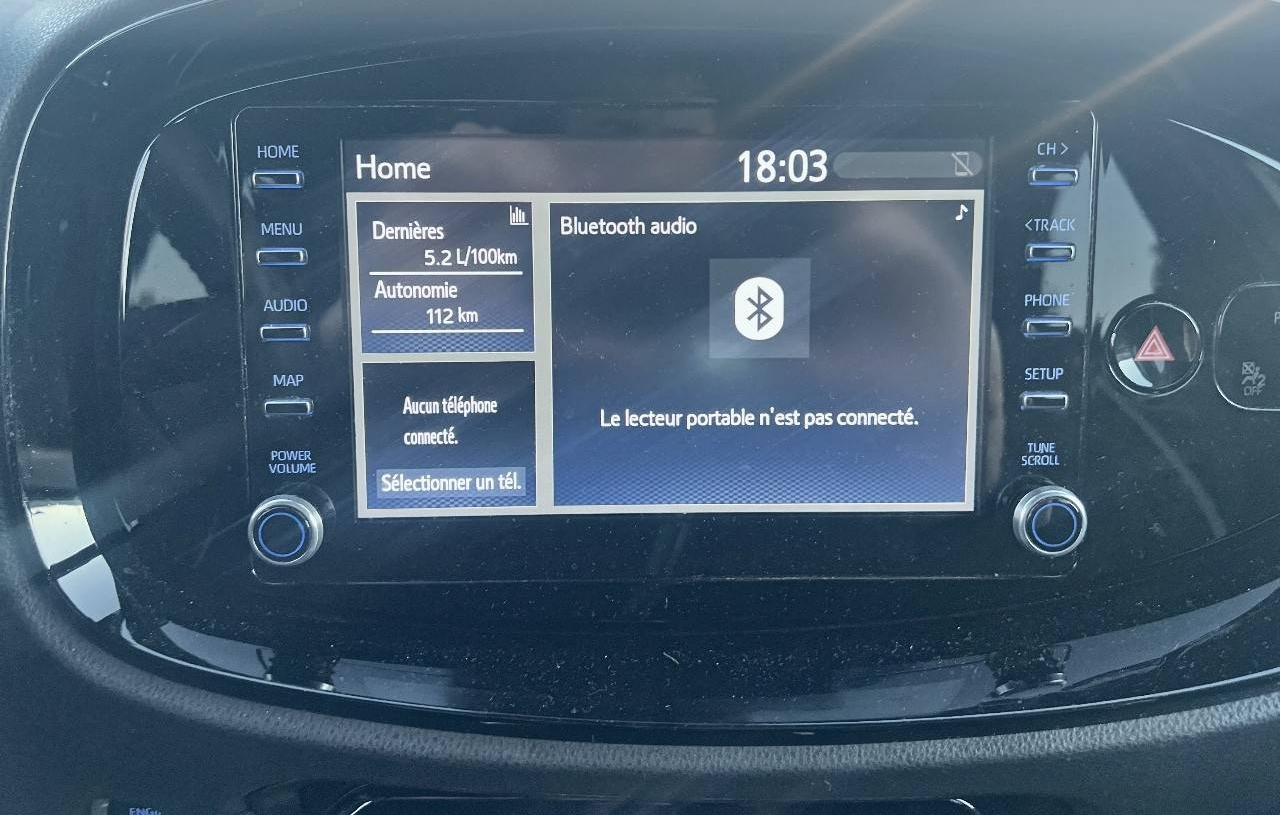 HOME
MENU
AUDIO
MAP
POWER
VOLUME
Home
18:03
Dernières
5.2 L/100km
Autonomie
112 km
Aucun téléphone
connecté.
Sélectionner un tél.
Bluetooth audio
Le lecteur portable n'est pas connecté.
CH >
<TRACK
PHONE
SETUP
TUNE
SCROLL
OFF